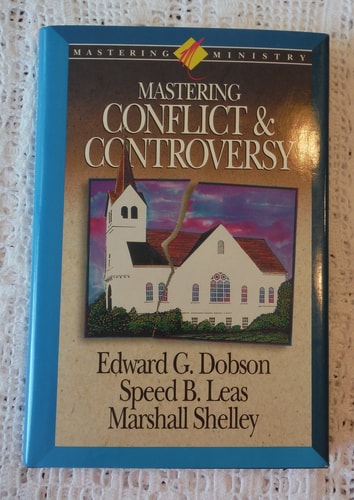 MASTERING MINISTRY
MASTERING
CONFLICT &
CONTROVERSY
Edward G. Dobson
Speed B. Leas
Marshall Shelley